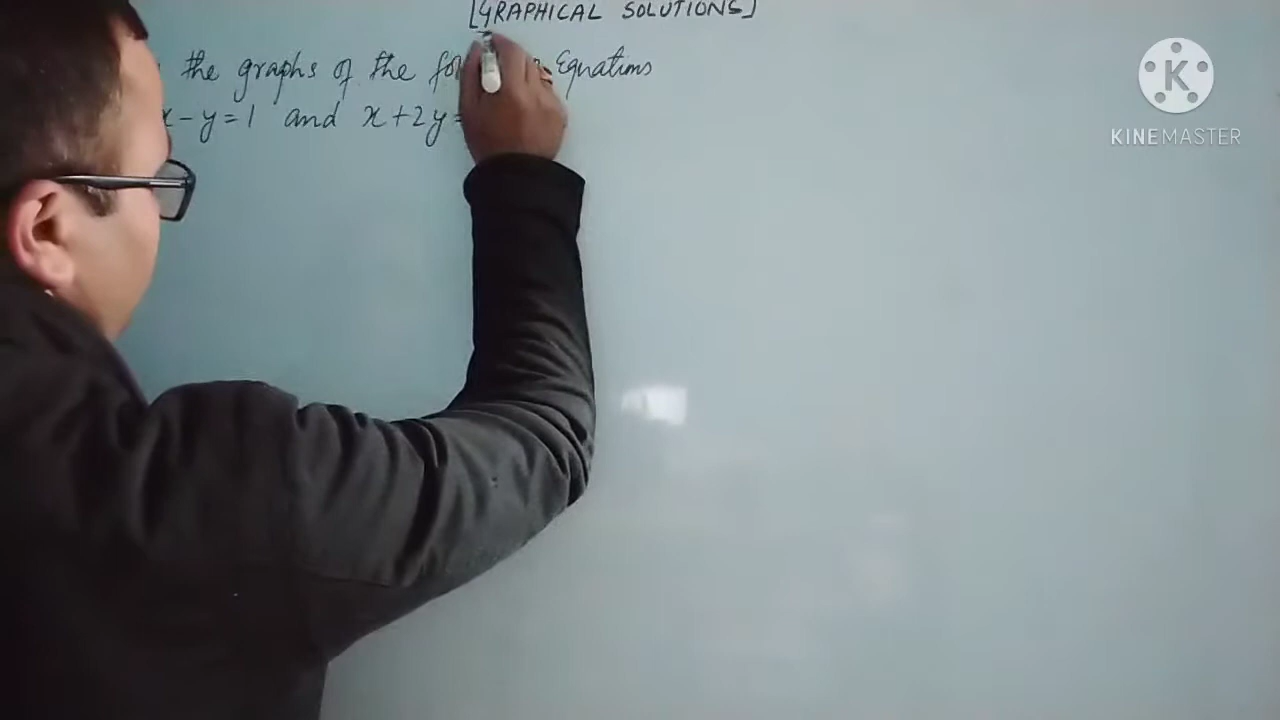 [GRAPHICAL SOLUTIONS]
the graphs of the Equations
x - y = 1 and x + 2y =
K
KINEMASTER